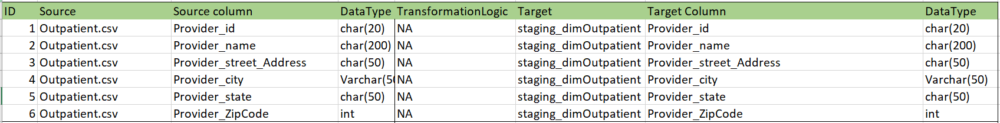 ID Source Source column DataType TransformationLogic Target Target Column DataType
1 Outpatient.csv Provider_id char(20) NA staging_dimOutpatient Provider_id char(20)
2 Outpatient.csv Provider_name char(200) NA staging_dimOutpatient Provider_name char(200)
3 Outpatient.csv Provider_street_Address char(50) NA staging_dimOutpatient Provider_street_Address char(50)
4 Outpatient.csv Provider_city Varchar(50 NA staging_dimOutpatient Provider_city Varchar(50)
5 Outpatient.csv Provider_state char(50) NA staging_dimOutpatient Provider_state char(50)
6 Outpatient.csv Provider_ZipCode int NA staging_dimOutpatient Provider_ZipCode int